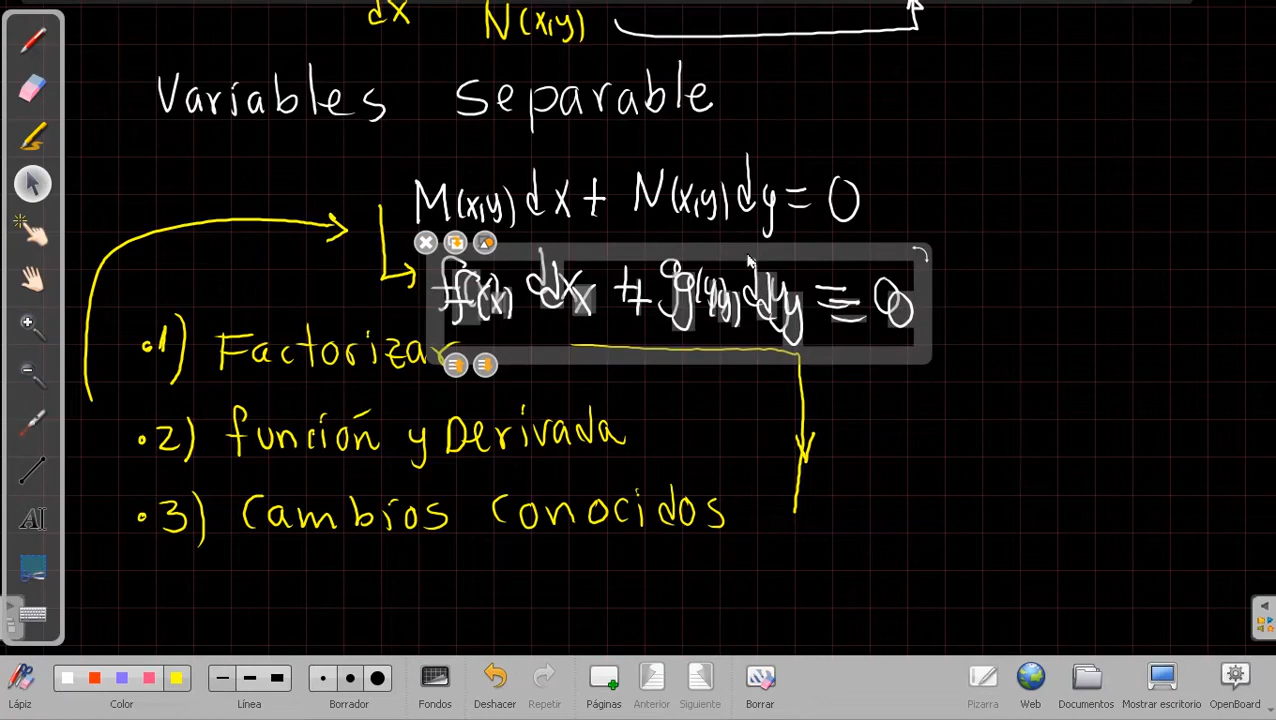 dx N(x,y)
Variables separable
M(x,y)dx + N(x,y)dy = 0
f(x) dx + g(y)dy = 0
•1) Factorizar
•2) función y Derivada
•3) Cambios conocidos
Lápiz
Color
Línea
Borrador
Fondos
Deshacer
Repetir
Páginas
Anterior
Siguiente
Borrar
Pizarra
Web
Documentos
Mostrar escritorio
OpenBoard